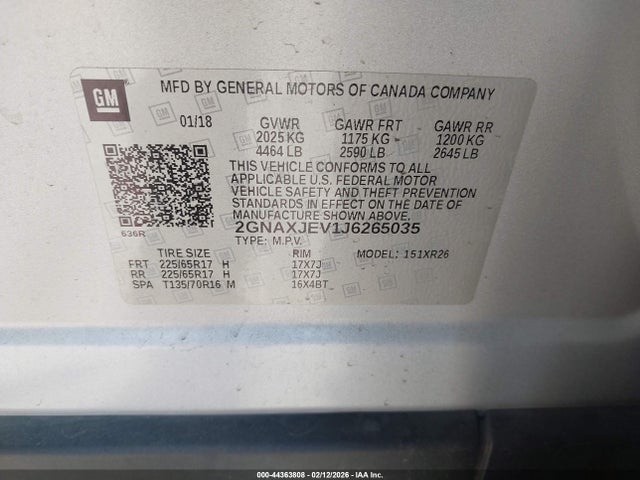 GM
MFD BY GENERAL MOTORS OF CANADA COMPANY
01/18 GVWR GAWR FRT GAWR RR
2025 KG 1175 KG 1200 KG
4464 LB 2590 LB 2645 LB
THIS VEHICLE CONFORMS TO ALL
APPLICABLE U.S. FEDERAL MOTOR
VEHICLE SAFETY AND THEFT PREVENTION
STANDARDS IN EFFECT ON THE DATE OF
MANUFACTURE SHOWN ABOVE.
636R 2GNAXJEV1J6265035
TYPE: M.P.V.
TIRE SIZE RIM MODEL: 151XR26
FRT 225/65R17 H 17X7J
RR 225/65R17 H 17X7J
SPA T135/70R16 M 16X4BT
000-44363808 - 02/12/2026 - IAA Inc.